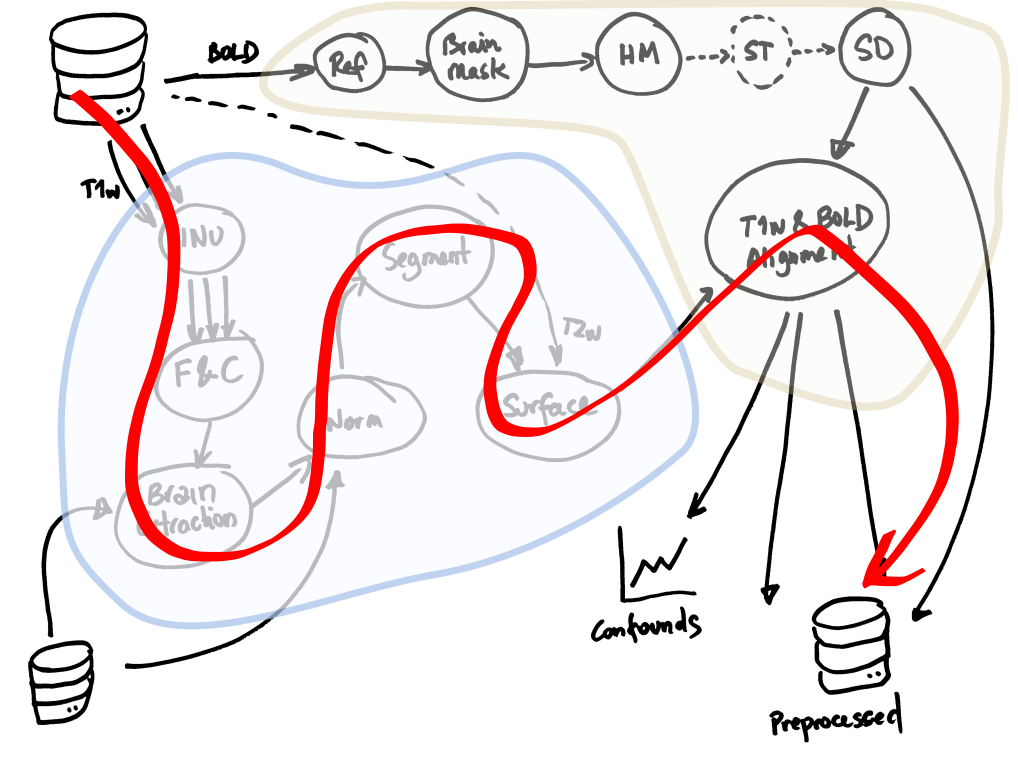 BOLD
Ref
Brain
mask
HM
ST
SD
T1w
INU
Segment
T1w & BOLD
Alignment
T2w
F&C
Norm
Surface
Brain
Extraction
Confounds
Preprocessed